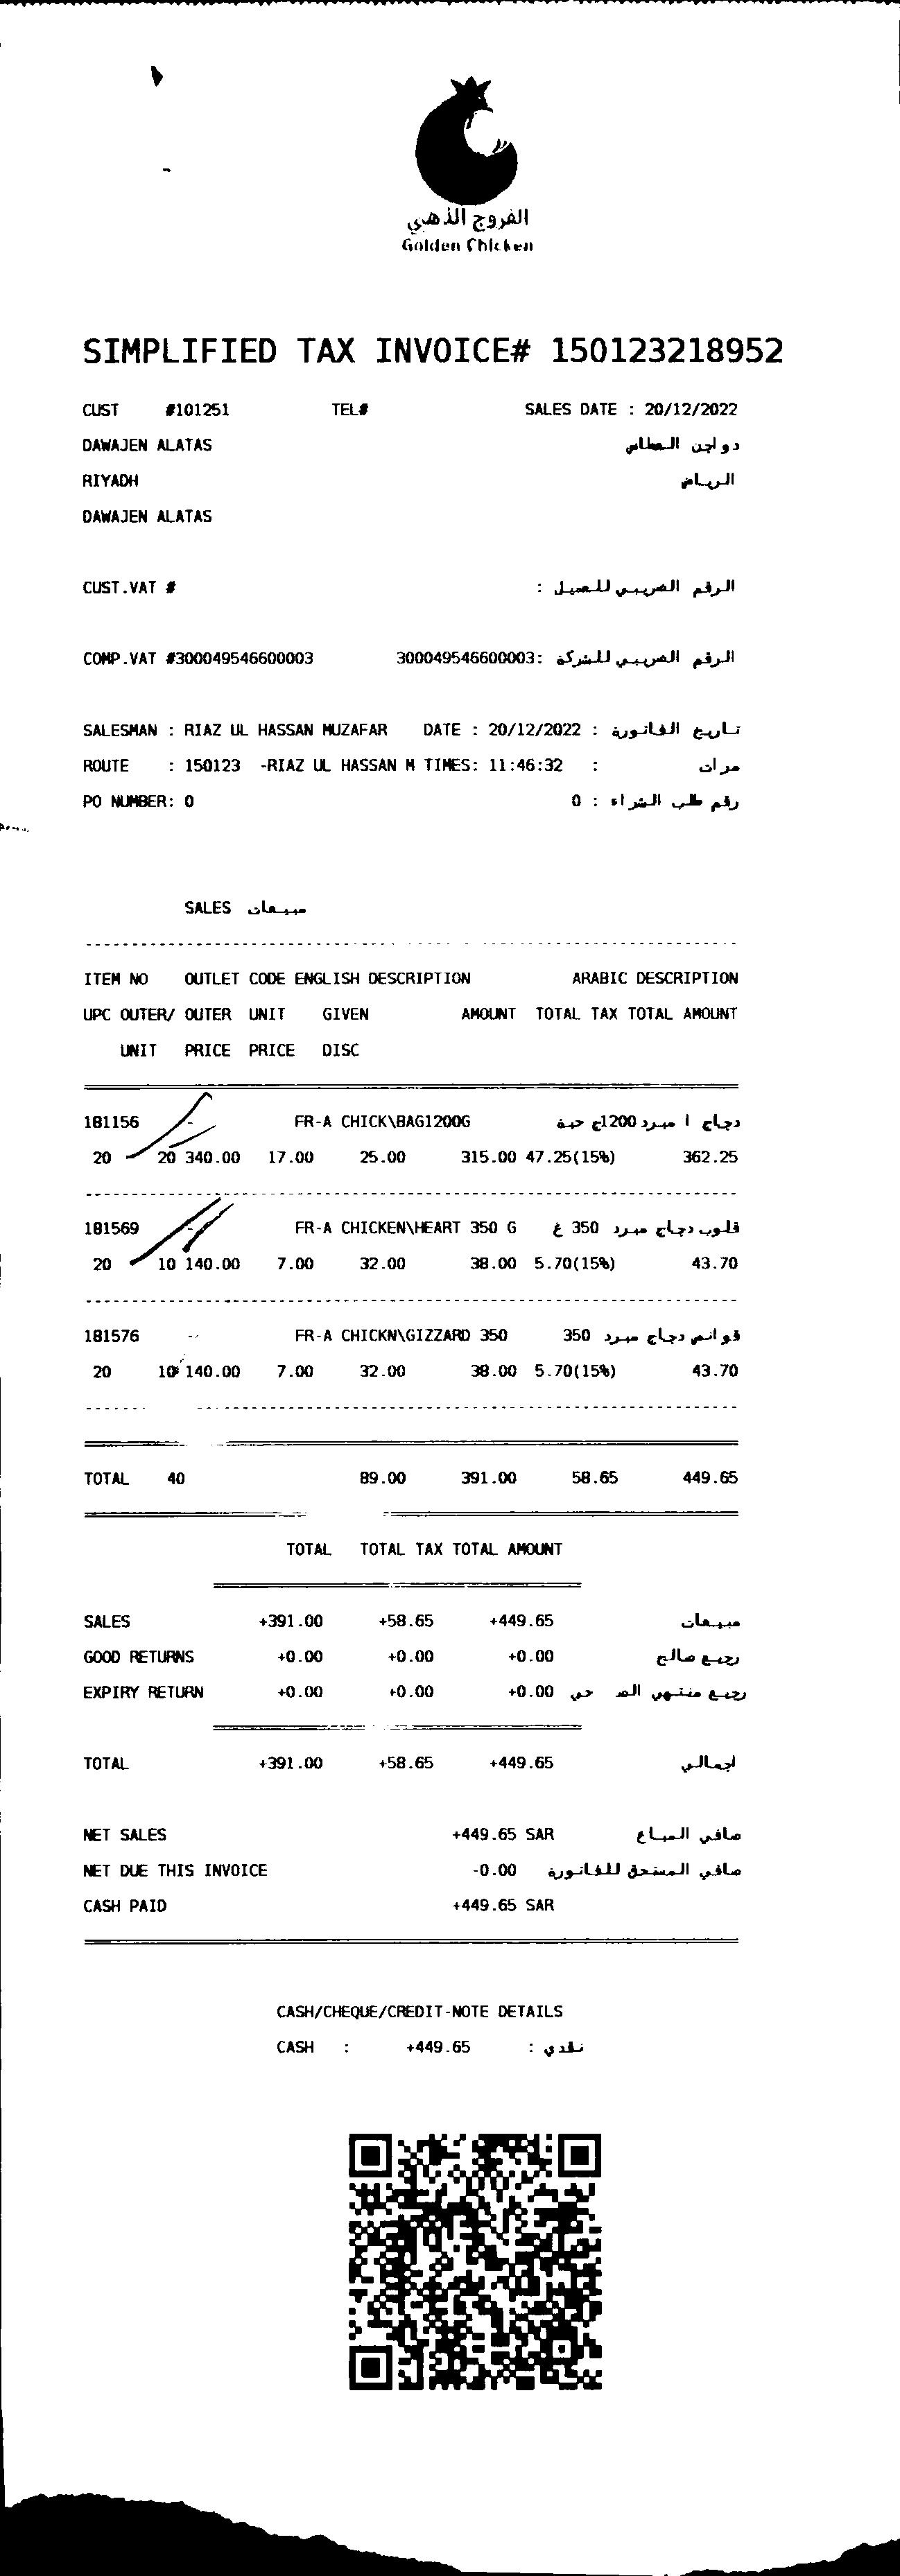 الفروج الذهبي
Golden Chicken
SIMPLIFIED TAX INVOICE# 150123218952
CUST #101251 TEL# SALES DATE : 20/12/2022
DAWAJEN ALATAS دواجن العطاس
RIYADH الرياض
DAWAJEN ALATAS
CUST.VAT # الرقم الضريبي للعميل :
COMP.VAT #300049546600003 الرقم الضريبي للشركة :300049546600003
SALESMAN : RIAZ UL HASSAN MUZAFAR DATE : 20/12/2022 : تاريخ الفاتورة
ROUTE : 150123 -RIAZ UL HASSAN M TIMES: 11:46:32 : مرات
PO NUMBER: 0 رقم طلب الشراء : 0
SALES مبيعات
ITEM NO OUTLET CODE ENGLISH DESCRIPTION ARABIC DESCRIPTION
UPC OUTER/ OUTER UNIT GIVEN AMOUNT TOTAL TAX TOTAL AMOUNT
UNIT PRICE PRICE DISC
181156 - FR-A CHICK\BAG1200G دجاج ا مبرد 1200ج حبة
20 20 340.00 17.00 25.00 315.00 47.25(15%) 362.25
181569 - FR-A CHICKEN\HEART 350 G قلوب دجاج مبرد 350 غ
20 10 140.00 7.00 32.00 38.00 5.70(15%) 43.70
181576 - FR-A CHICKN\GIZZARD 350 قوانص دجاج مبرد 350
20 10 140.00 7.00 32.00 38.00 5.70(15%) 43.70
TOTAL 40 89.00 391.00 58.65 449.65
TOTAL TOTAL TAX TOTAL AMOUNT
SALES +391.00 +58.65 +449.65 مبيعات
GOOD RETURNS +0.00 +0.00 +0.00 رجيع صالح
EXPIRY RETURN +0.00 +0.00 +0.00 رجيع منتهي الص حي
TOTAL +391.00 +58.65 +449.65 اجمالي
NET SALES +449.65 SAR صافي المباع
NET DUE THIS INVOICE -0.00 صافي المستحق للفاتورة
CASH PAID +449.65 SAR
CASH/CHEQUE/CREDIT-NOTE DETAILS
CASH : +449.65 نقدي :